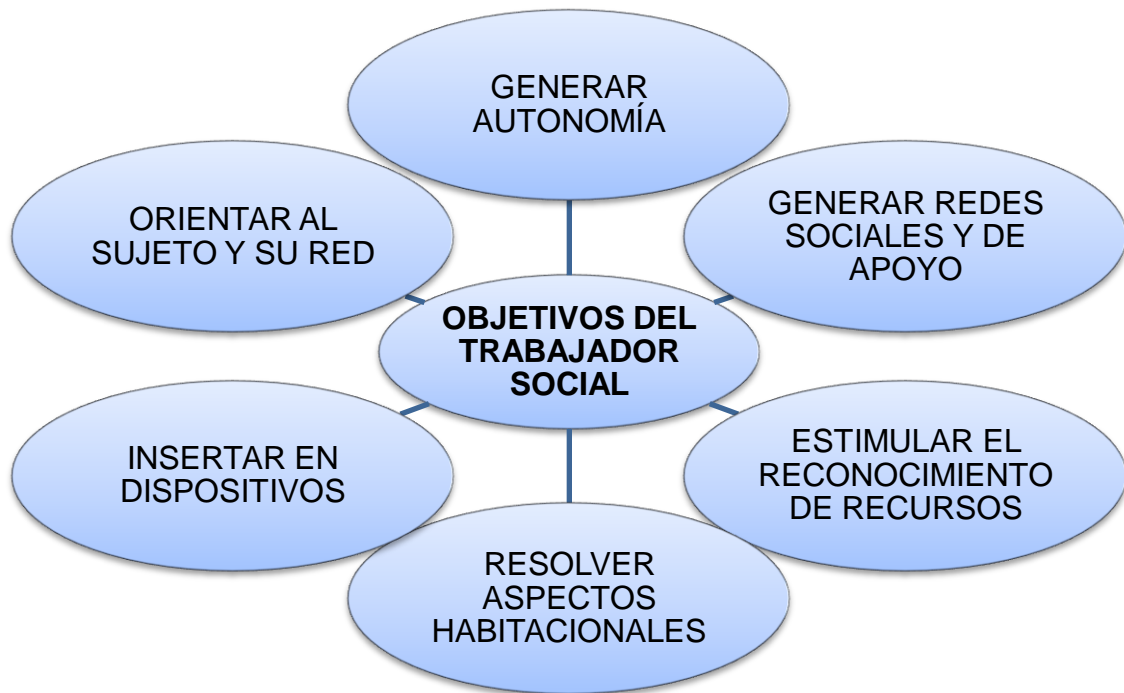 GENERAR
AUTONOMÍA
GENERAR REDES
SOCIALES Y DE
APOYO
ORIENTAR AL
SUJETO Y SU RED
OBJETIVOS DEL
TRABAJADOR
SOCIAL
INSERTAR EN
DISPOSITIVOS
ESTIMULAR EL
RECONOCIMIENTO
DE RECURSOS
RESOLVER
ASPECTOS
HABITACIONALES